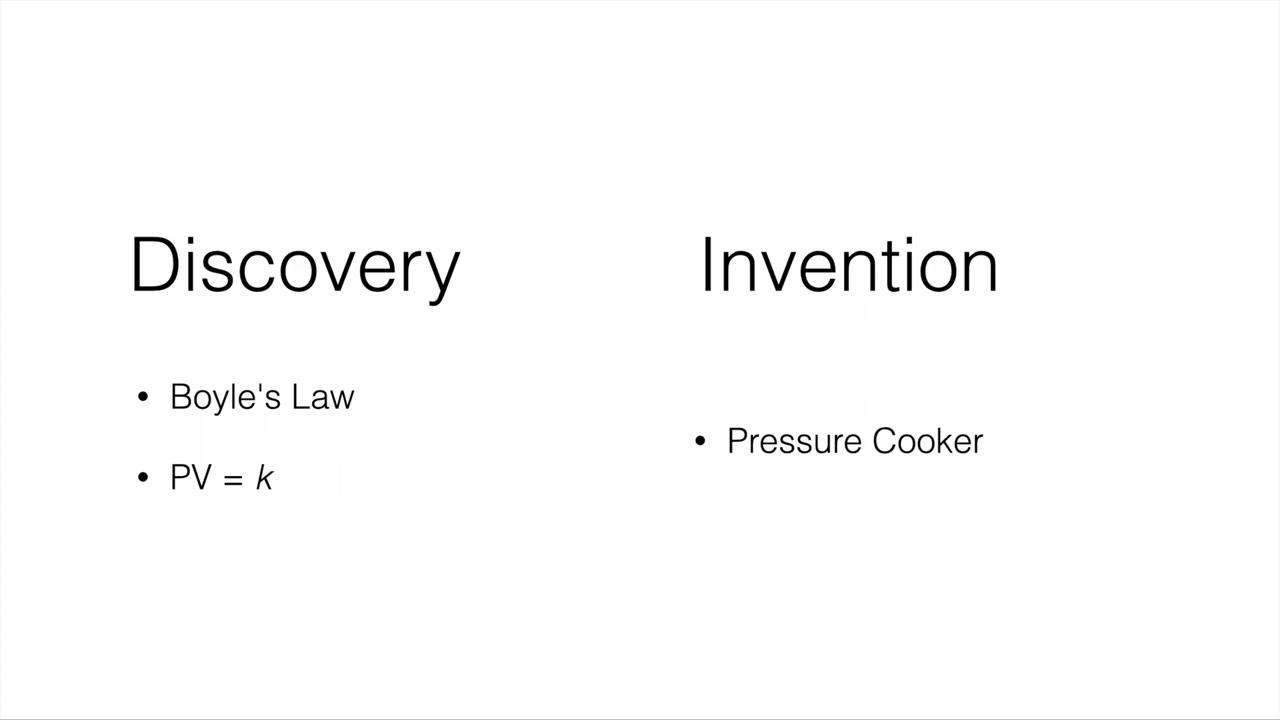 Discovery
• Boyle's Law
• PV = k
Invention
• Pressure Cooker